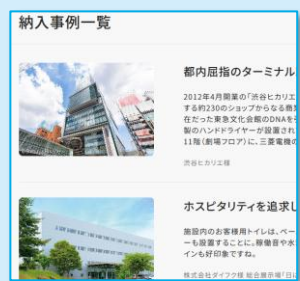 納入事例一覧
都内屈指のターミナル
2012年4月開業の「渋谷ヒカリエ
する約230のショップからなる商
在だった東急文化会館のDNAを
製のハンドドライヤーが設置され
11階(劇場フロア)に、三菱電機の
渋谷ヒカリエ様
ホスピタリティを追求し
施設内のお客様用トイレは、ペー
ーも設置することに。稼働音や水
インも好印象ですね。
株式会社ダイフク様 総合展示場「日に